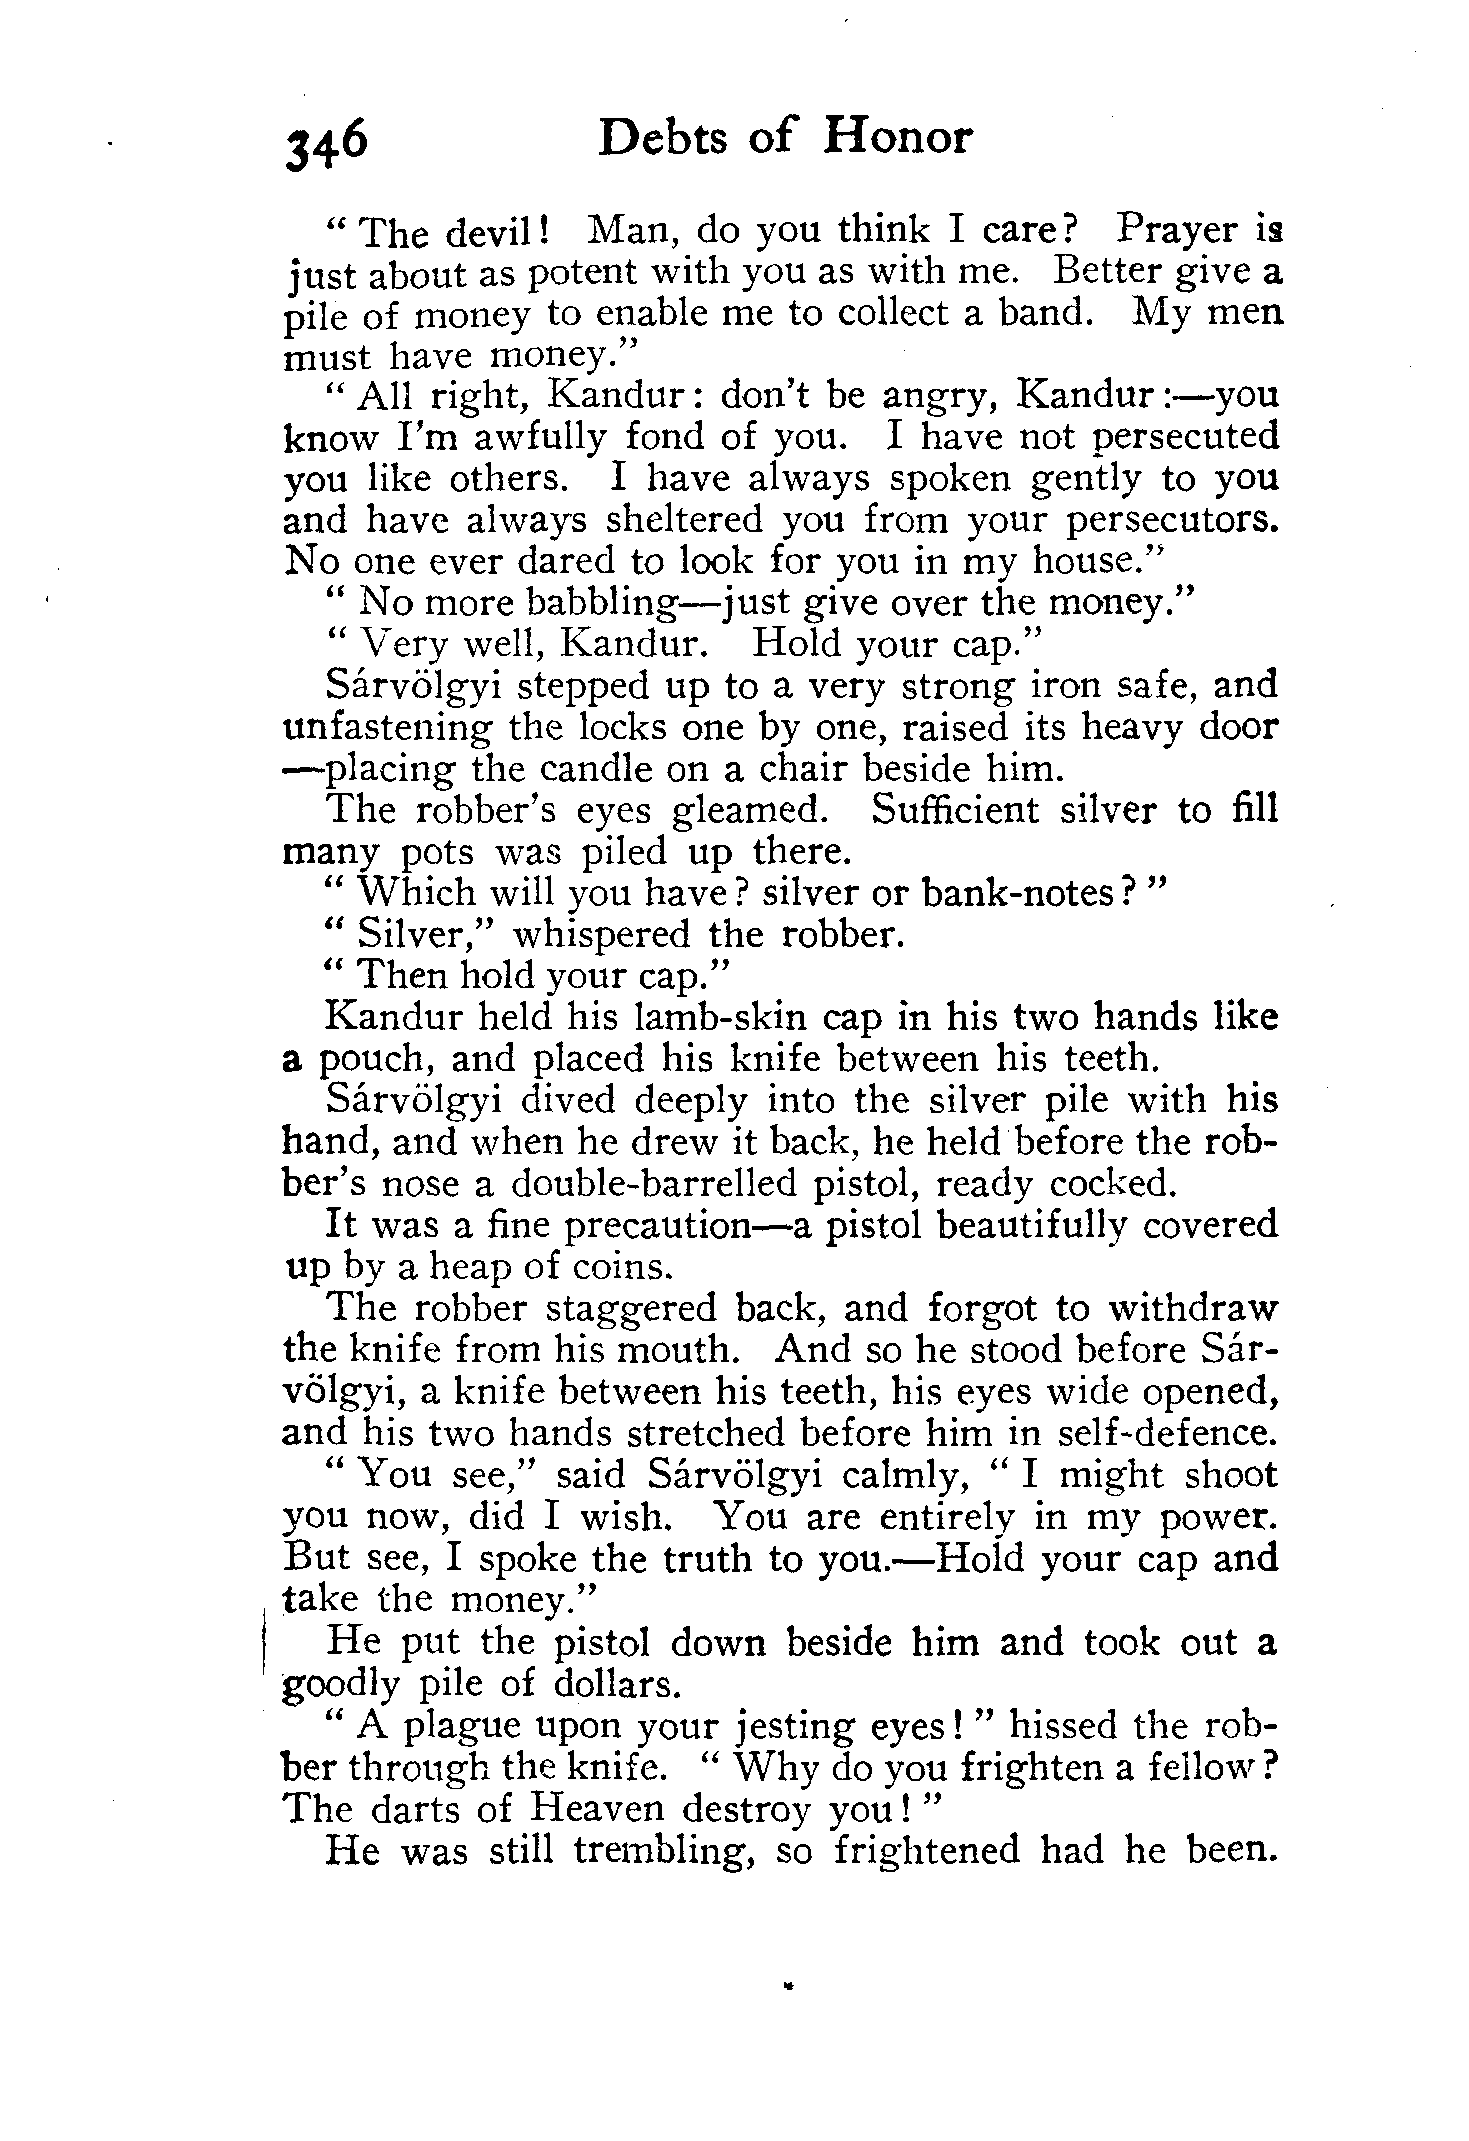 346 Debts of Honor
" The devil! Man, do you think I care? Prayer is
just about as potent with you as with me. Better give a
pile of money to enable me to collect a band. My men
must have money."
" All right, Kandur: don't be angry, Kandur:—you
know I'm awfully fond of you. I have not persecuted
you like others. I have always spoken gently to you
and have always sheltered you from your persecutors.
No one ever dared to look for you in my house."
" No more babbling—just give over the money."
" Very well, Kandur. Hold your cap."
Sárvölgyi stepped up to a very strong iron safe, and
unfastening the locks one by one, raised its heavy door
—placing the candle on a chair beside him.
The robber's eyes gleamed. Sufficient silver to fill
many pots was piled up there.
" Which will you have? silver or bank-notes? "
" Silver," whispered the robber.
" Then hold your cap."
Kandur held his lamb-skin cap in his two hands like
a pouch, and placed his knife between his teeth.
Sárvölgyi dived deeply into the silver pile with his
hand, and when he drew it back, he held before the rob-
ber's nose a double-barrelled pistol, ready cocked.
It was a fine precaution—a pistol beautifully covered
up by a heap of coins.
The robber staggered back, and forgot to withdraw
the knife from his mouth. And so he stood before Sár-
völgyi, a knife between his teeth, his eyes wide opened,
and his two hands stretched before him in self-defence.
" You see," said Sárvölgyi calmly, " I might shoot
you now, did I wish. You are entirely in my power.
But see, I spoke the truth to you.—Hold your cap and
take the money."
He put the pistol down beside him and took out a
goodly pile of dollars.
" A plague upon your jesting eyes! " hissed the rob-
ber through the knife. " Why do you frighten a fellow?
The darts of Heaven destroy you! "
He was still trembling, so frightened had he been.